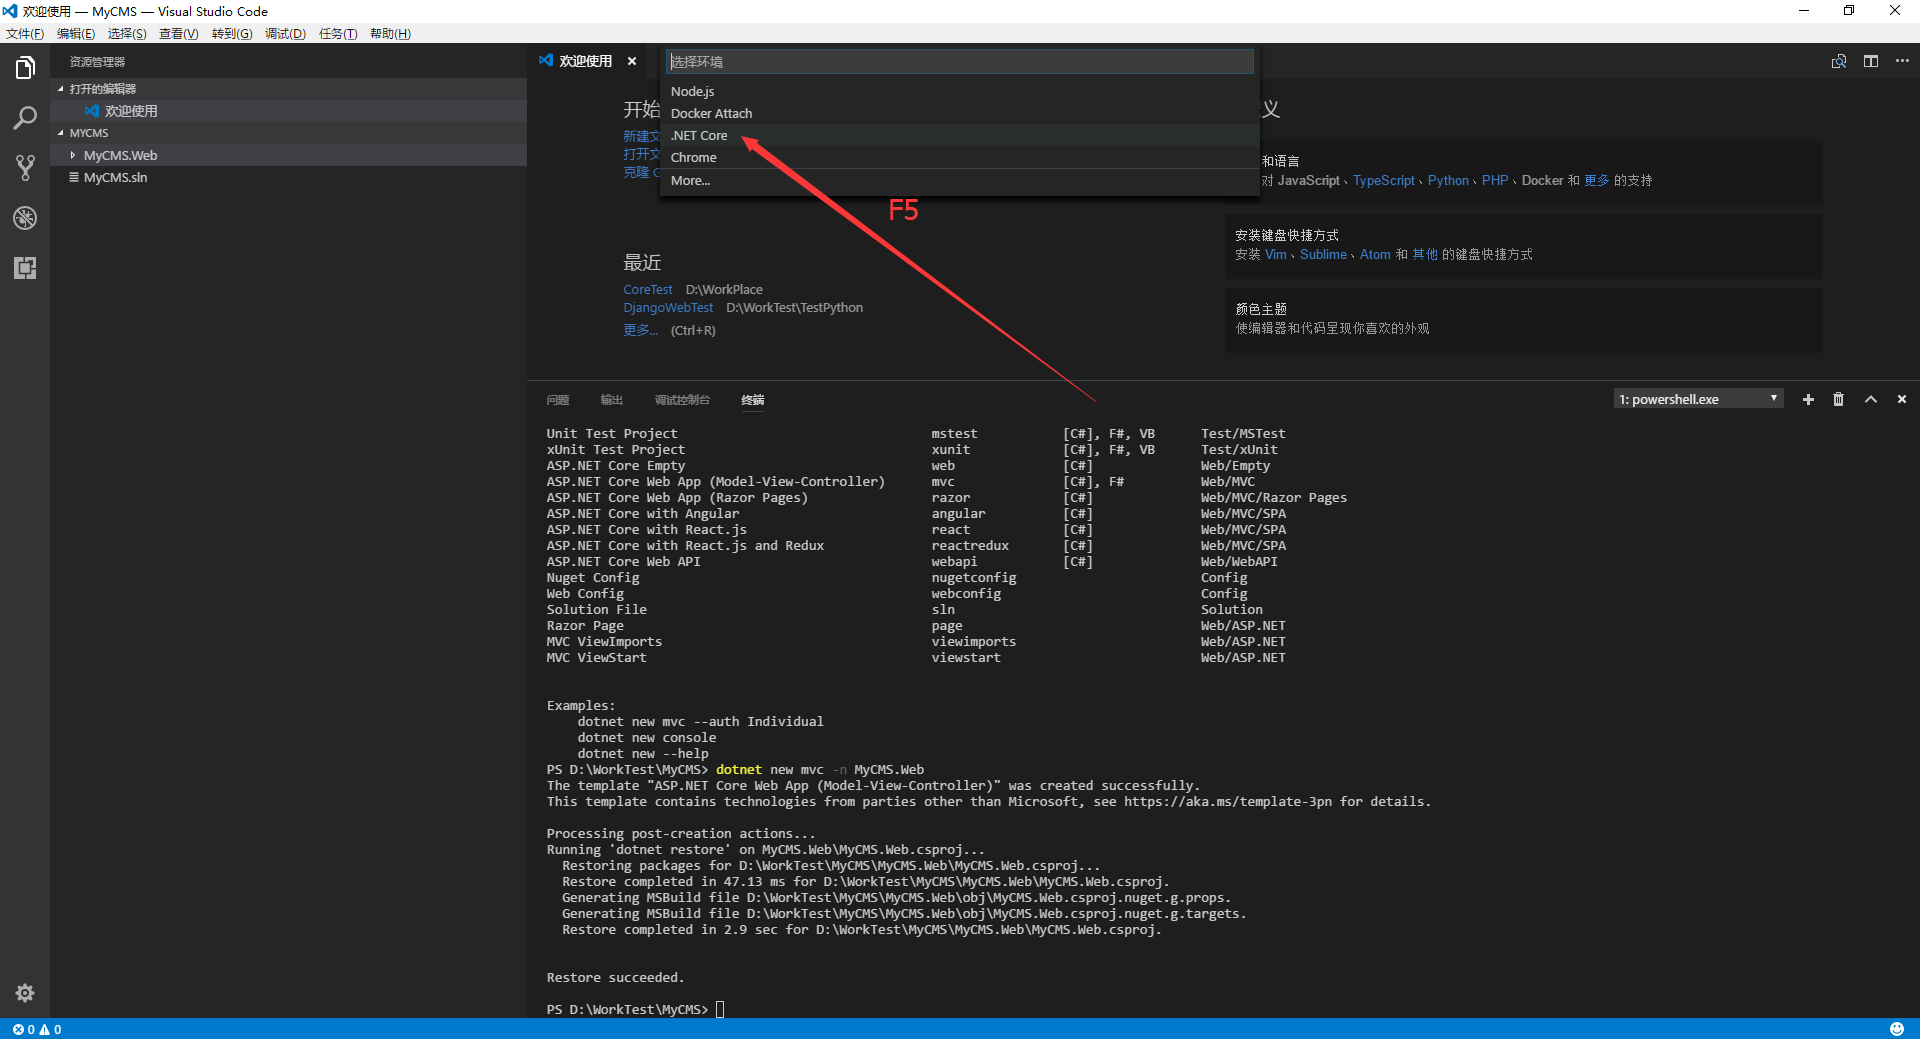 欢迎使用 — MyCMS — Visual Studio Code
文件(F) 编辑(E) 选择(S) 查看(V) 转到(G) 调试(D) 任务(T) 帮助(H)
资源管理器
打开的编辑器
欢迎使用
MYCMS
MyCMS.Web
MyCMS.sln
欢迎使用
选择环境
Node.js
Docker Attach
.NET Core
Chrome
More...
F5
开始
新建文
打开文
克隆 G
最近
CoreTest D:\WorkPlace
DjangoWebTest D:\WorkTest\TestPython
更多... (Ctrl+R)
义
和语言
对 JavaScript、TypeScript、Python、PHP、Docker 和 更多 的支持
安装键盘快捷方式
安装 Vim、Sublime、Atom 和 其他 的键盘快捷方式
颜色主题
使编辑器和代码呈现你喜欢的外观
问题 输出 调试控制台 终端
1: powershell.exe
Unit Test Project mstest [C#], F#, VB Test/MSTest
xUnit Test Project xunit [C#], F#, VB Test/xUnit
ASP.NET Core Empty web [C#] Web/Empty
ASP.NET Core Web App (Model-View-Controller) mvc [C#], F# Web/MVC
ASP.NET Core Web App (Razor Pages) razor [C#] Web/MVC/Razor Pages
ASP.NET Core with Angular angular [C#] Web/MVC/SPA
ASP.NET Core with React.js react [C#] Web/MVC/SPA
ASP.NET Core with React.js and Redux reactredux [C#] Web/MVC/SPA
ASP.NET Core Web API webapi [C#] Web/WebAPI
Nuget Config nugetconfig Config
Web Config webconfig Config
Solution File sln Solution
Razor Page page Web/ASP.NET
MVC ViewImports viewimports Web/ASP.NET
MVC ViewStart viewstart Web/ASP.NET
Examples:
dotnet new mvc --auth Individual
dotnet new console
dotnet new --help
PS D:\WorkTest\MyCMS> dotnet new mvc -n MyCMS.Web
The template "ASP.NET Core Web App (Model-View-Controller)" was created successfully.
This template contains technologies from parties other than Microsoft, see https://aka.ms/template-3pn for details.
Processing post-creation actions...
Running 'dotnet restore' on MyCMS.Web\MyCMS.Web.csproj...
Restoring packages for D:\WorkTest\MyCMS\MyCMS.Web\MyCMS.Web.csproj...
Restore completed in 47.13 ms for D:\WorkTest\MyCMS\MyCMS.Web\MyCMS.Web.csproj.
Generating MSBuild file D:\WorkTest\MyCMS\MyCMS.Web\obj\MyCMS.Web.csproj.nuget.g.props.
Generating MSBuild file D:\WorkTest\MyCMS\MyCMS.Web\obj\MyCMS.Web.csproj.nuget.g.targets.
Restore completed in 2.9 sec for D:\WorkTest\MyCMS\MyCMS.Web\MyCMS.Web.csproj.
Restore succeeded.
PS D:\WorkTest\MyCMS>
0 0